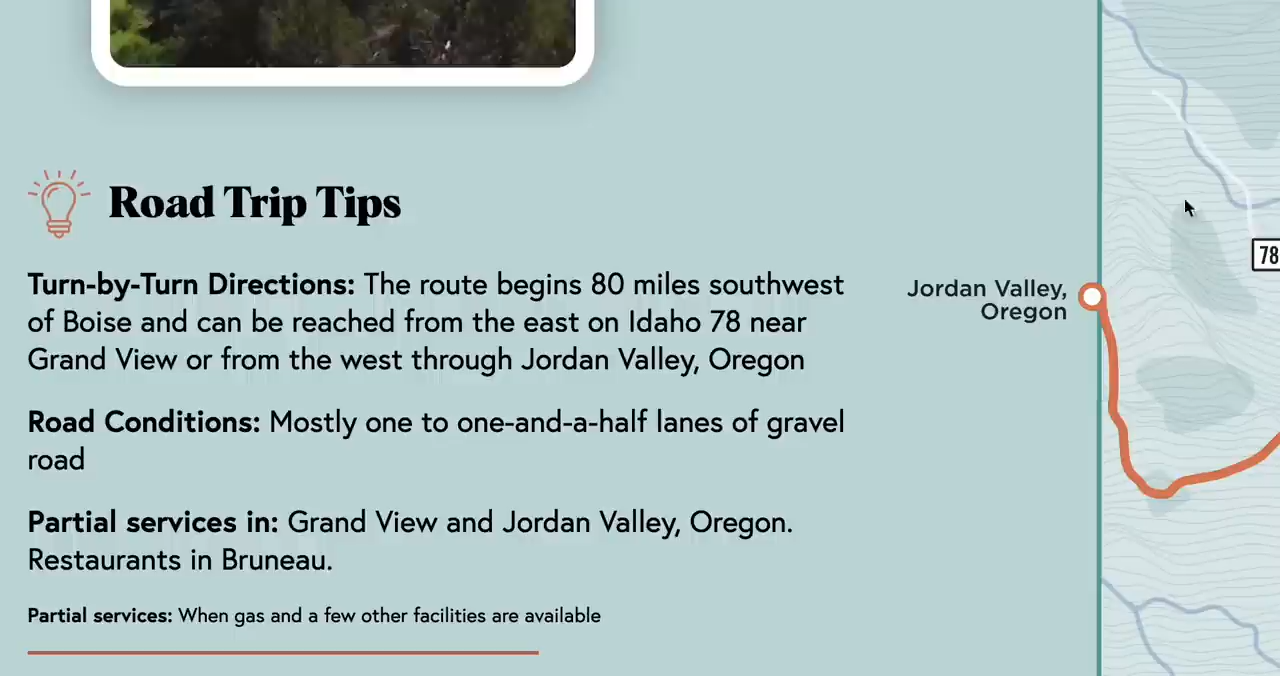 Road Trip Tips
Turn-by-Turn Directions: The route begins 80 miles southwest
of Boise and can be reached from the east on Idaho 78 near
Grand View or from the west through Jordan Valley, Oregon
Road Conditions: Mostly one to one-and-a-half lanes of gravel
road
Partial services in: Grand View and Jordan Valley, Oregon.
Restaurants in Bruneau.
Partial services: When gas and a few other facilities are available
Jordan Valley,
Oregon
78